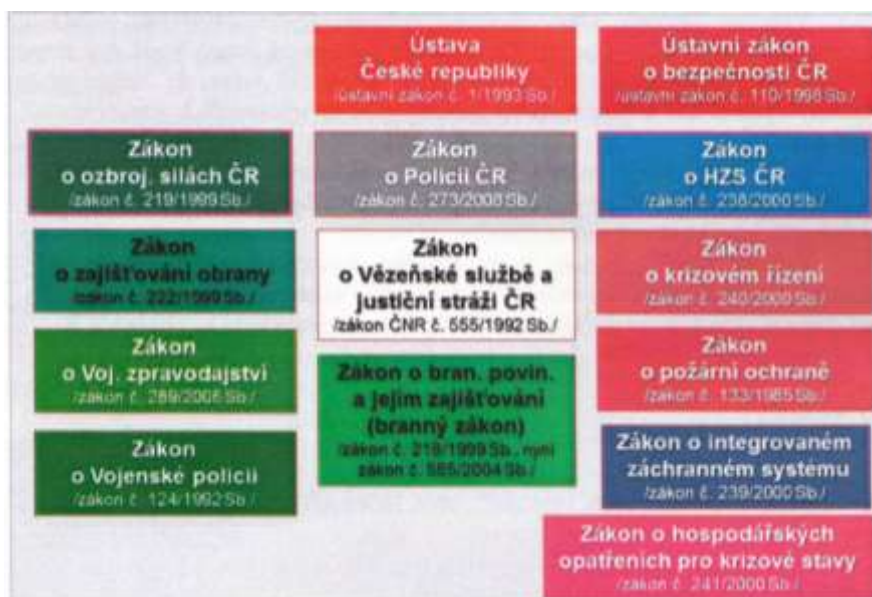 Ústava
České republiky
/ústavní zákon č. 1/1993 Sb./
Ústavní zákon
o bezpečnosti ČR
/ústavní zákon č. 110/1998 Sb./
Zákon
o ozbroj. silách ČR
/zákon č. 219/1999 Sb./
Zákon
o Policii ČR
/zákon č. 273/2008 Sb./
Zákon
o HZS ČR
/zákon č. 238/2000 Sb./
Zákon
o zajišťování obrany
/zákon č. 222/1999 Sb./
Zákon
o Vězeňské službě a
justiční stráži ČR
/zákon ČNR č. 555/1992 Sb./
Zákon
o krizovém řízení
/zákon č. 240/2000 Sb./
Zákon
o Voj. zpravodajství
/zákon č. 289/2005 Sb./
Zákon o bran. povin.
a jejím zajišťování
(branný zákon)
/zákon č. 218/1999 Sb., nyní
zákon č. 585/2004 Sb./
Zákon
o požární ochraně
/zákon č. 133/1985 Sb./
Zákon
o Vojenské policii
/zákon č. 124/1992 Sb./
Zákon o integrovaném
záchranném systému
/zákon č. 239/2000 Sb./
Zákon o hospodářských
opatřeních pro krizové stavy
/zákon č. 241/2000 Sb./